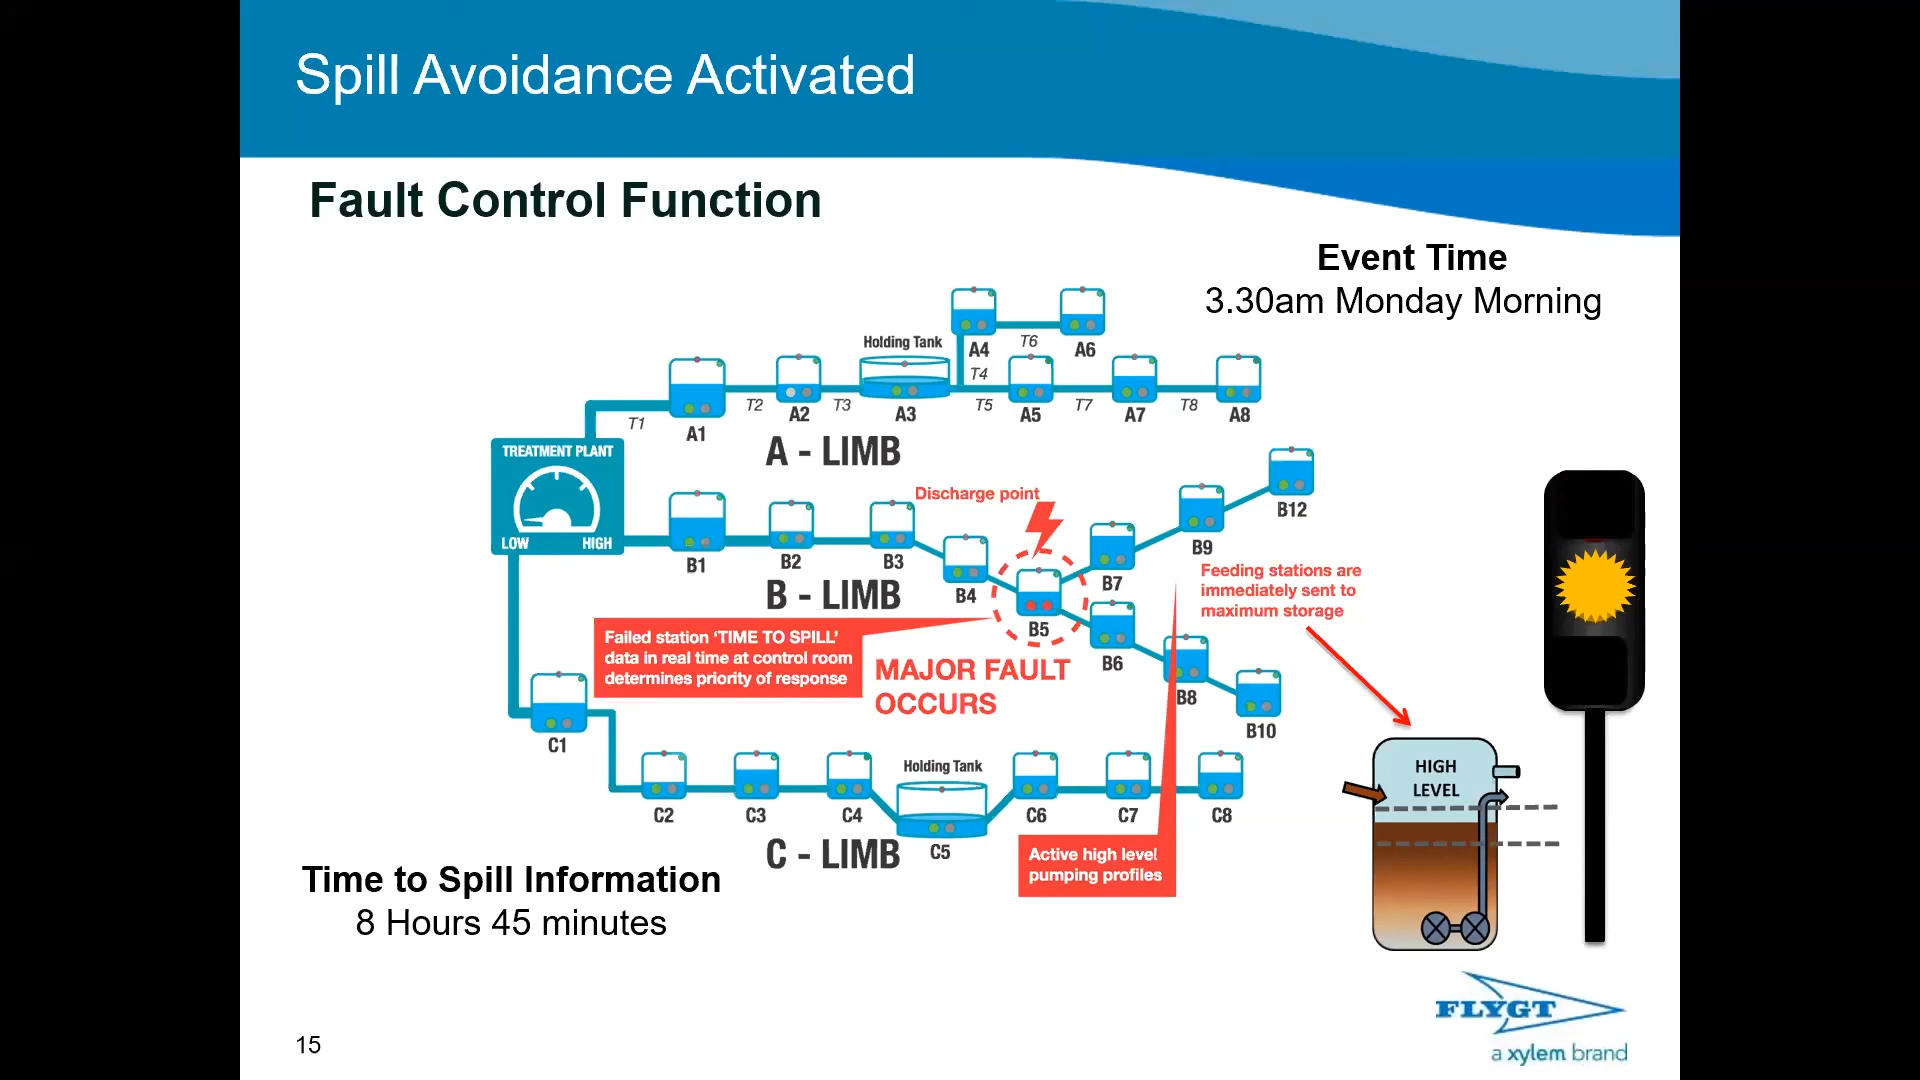 Spill Avoidance Activated
Fault Control Function
Event Time
3.30am Monday Morning
A4
T6
A6
Holding Tank
T4
T1
A1
T2
A2
T3
A3
T5
A5
T7
A7
T8
A8
A - LIMB
TREATMENT PLANT
LOW
HIGH
Discharge point
B1
B2
B3
B4
B5
B7
B9
B12
B6
B8
B10
B - LIMB
Feeding stations are
immediately sent to
maximum storage
Failed station ‘TIME TO SPILL’
data in real time at control room
determines priority of response
MAJOR FAULT
OCCURS
C1
C2
C3
C4
Holding Tank
C5
C6
C7
C8
C - LIMB
Active high level
pumping profiles
HIGH
LEVEL
Time to Spill Information
8 Hours 45 minutes
FLYGT
a xylem brand
15